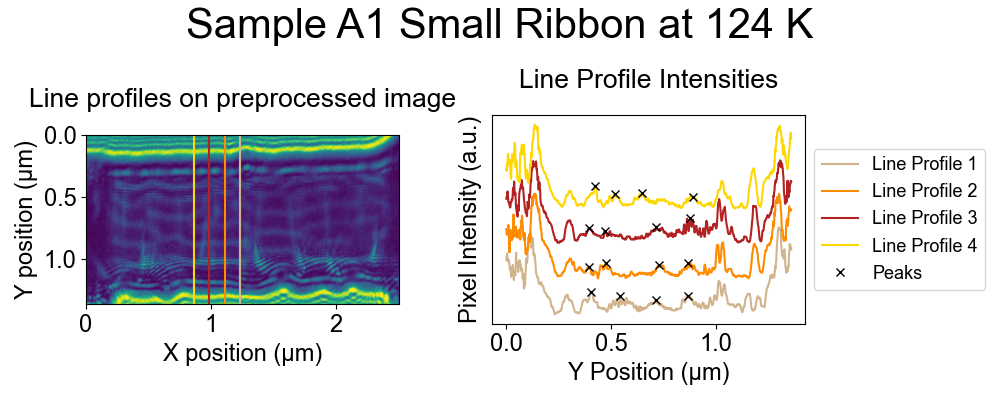 Sample A1 Small Ribbon at 124 K
Line profiles on preprocessed image
Y position (µm)
0.0
0.5
1.0
0
1
2
X position (µm)
Line Profile Intensities
Pixel Intensity (a.u.)
0.0
0.5
1.0
Y Position (µm)
Line Profile 1
Line Profile 2
Line Profile 3
Line Profile 4
Peaks